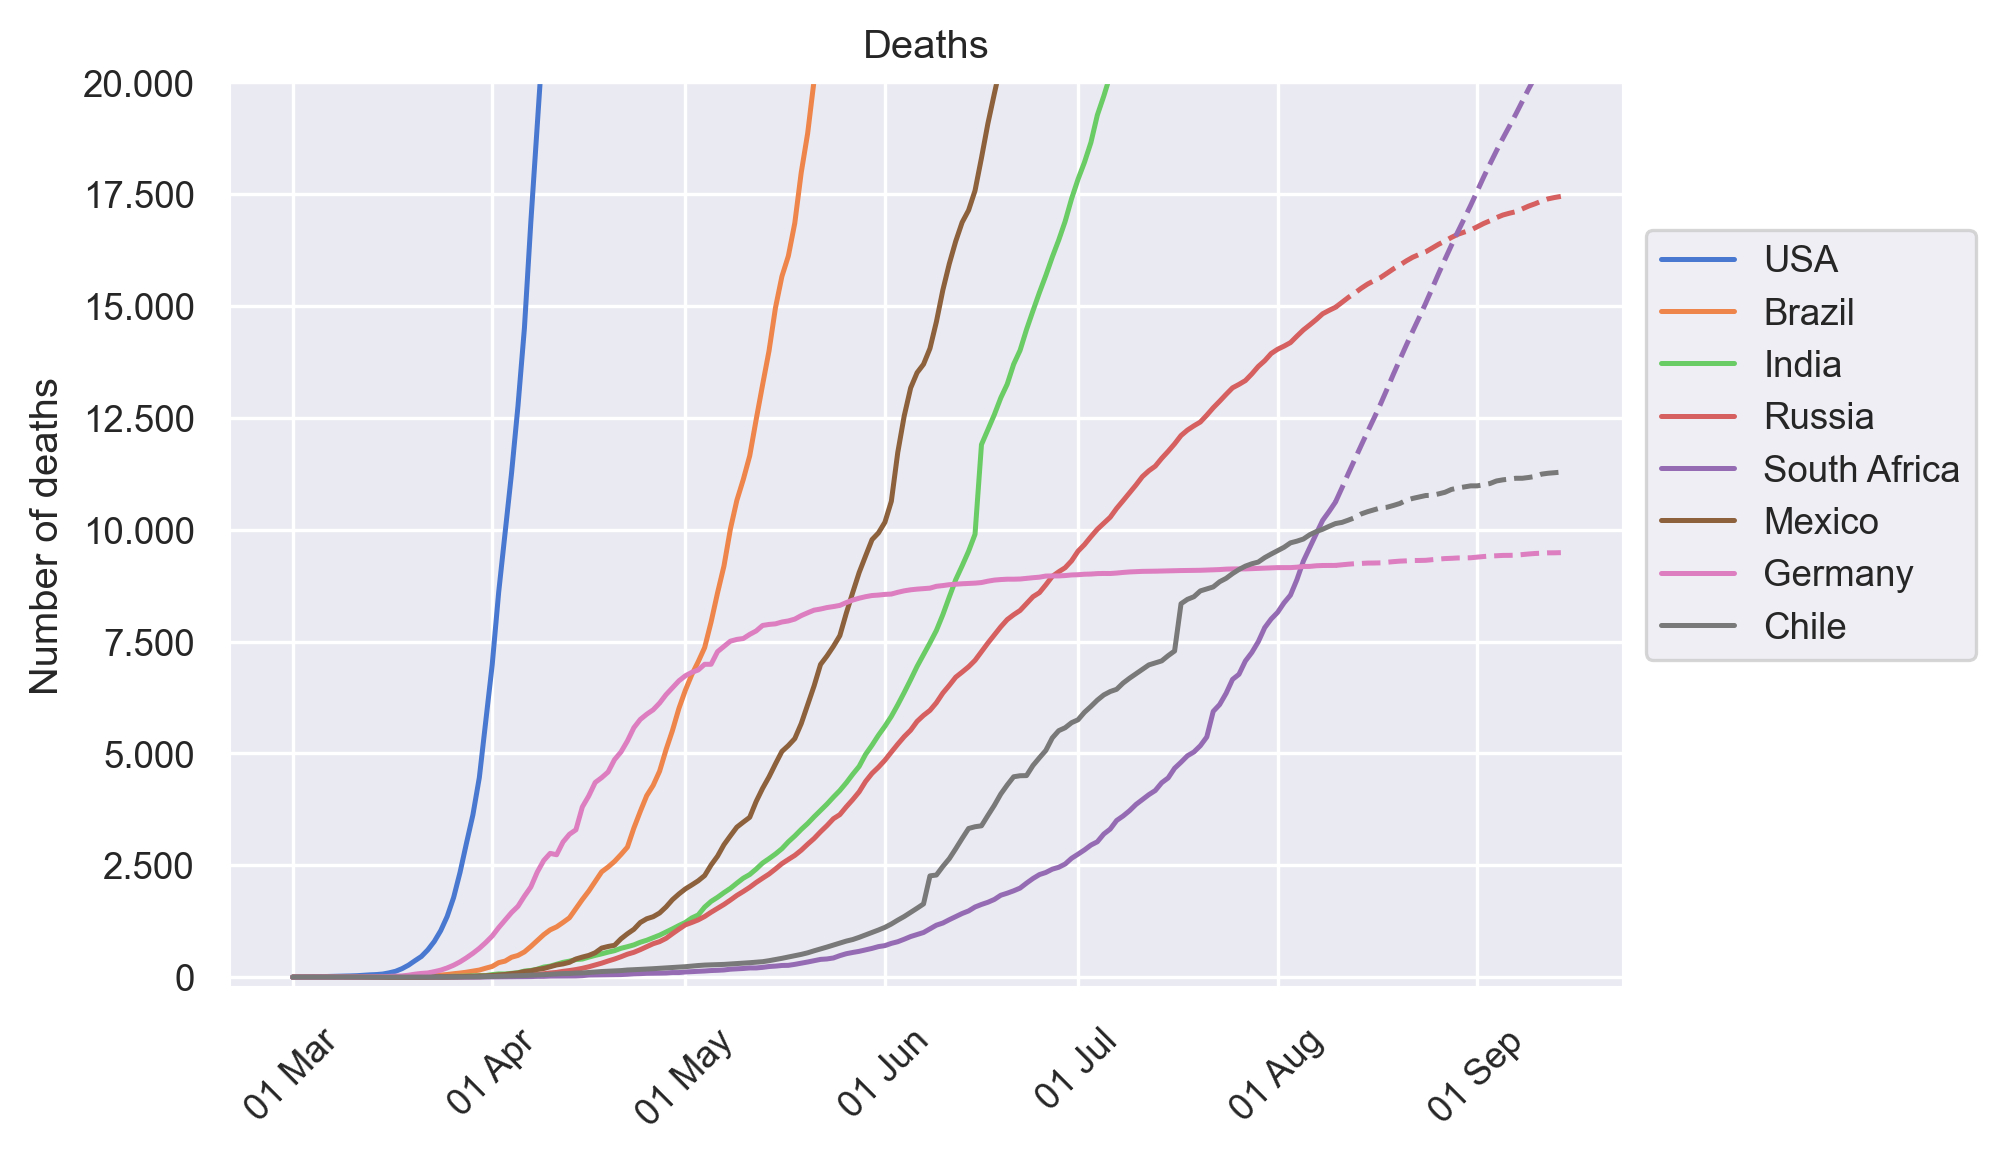 Deaths
20.000
17.500
15.000
12.500
10.000
7.500
5.000
2.500
0
Number of deaths
01 Mar
01 Apr
01 May
01 Jun
01 Jul
01 Aug
01 Sep
USA
Brazil
India
Russia
South Africa
Mexico
Germany
Chile